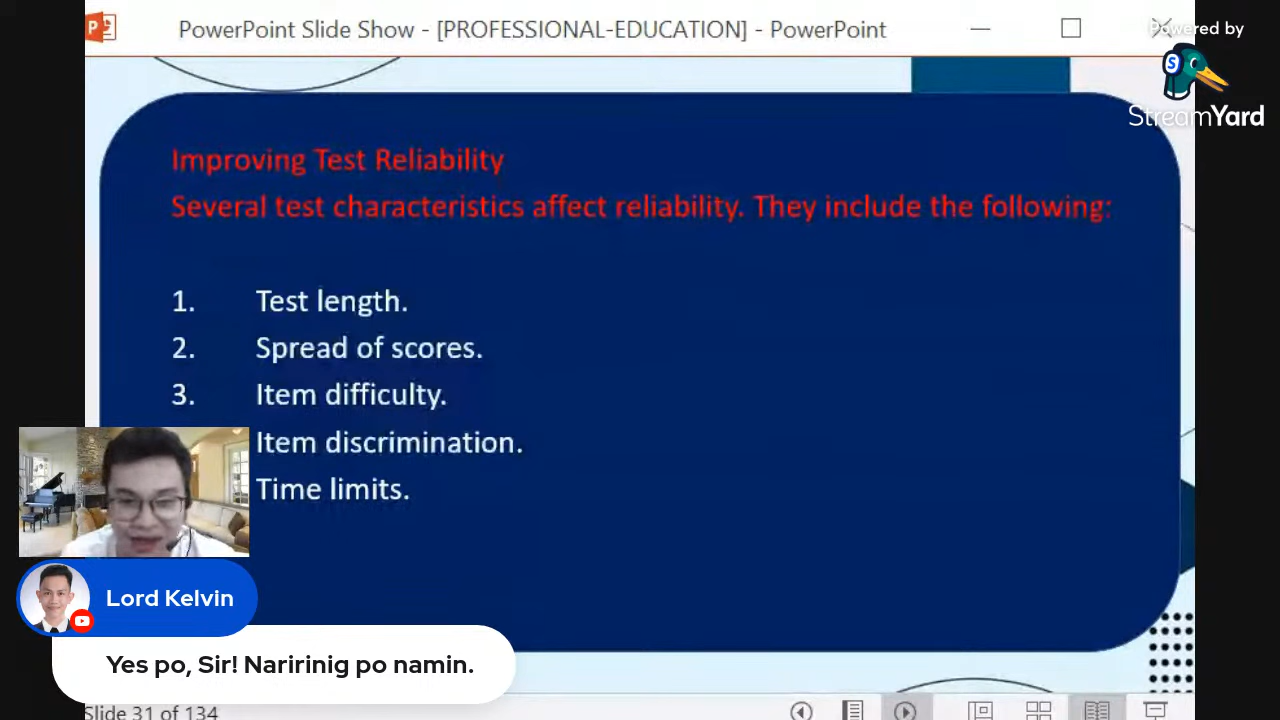 PowerPoint Slide Show - [PROFESSIONAL-EDUCATION] - PowerPoint
Powered by
StreamYard
Improving Test Reliability
Several test characteristics affect reliability. They include the following:
1. Test length.
2. Spread of scores.
3. Item difficulty.
Item discrimination.
Time limits.
Lord Kelvin
Yes po, Sir! Naririnig po namin.
Slide 31 of 134